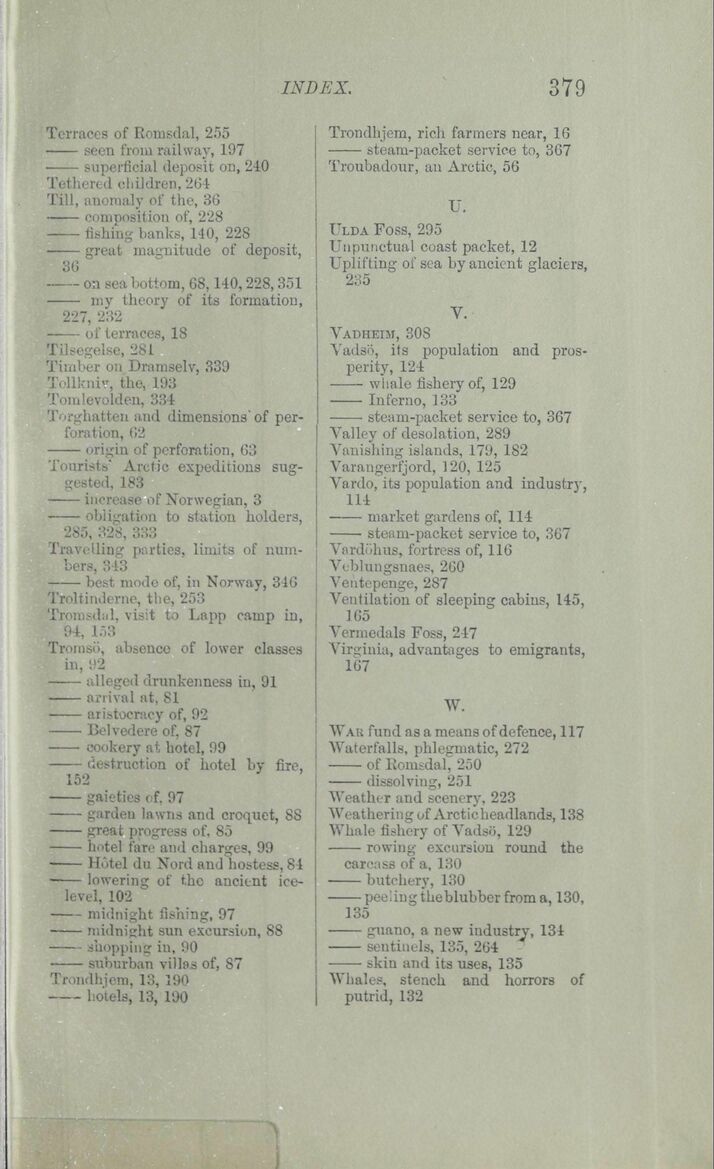 INDEX. 379
Terraces of Romsdal, 255
—— seen from railway, 197
—— superficial deposit on, 240
Tethered children, 264
Till, anomaly of the, 36
—— composition of, 228
—— fishing banks, 140, 228
—— great magnitude of deposit,
36
—— on sea bottom, 68, 140, 228, 351
—— my theory of its formation,
227, 232
—— of terraces, 18
Tilsegelse, 281
Timber on Dramselv, 339
Tollkniv, the, 193
Tomlevolden, 334
Torghatten and dimensions of per-
foration, 62
—— origin of perforation, 63
Tourists' Arctic expeditions sug-
gested, 183
—— increase of Norwegian, 3
—— obligation to station holders,
285, 328, 333
Travelling parties, limits of num-
bers, 343
—— best mode of, in Norway, 346
Troltinderne, the, 253
Tromsdal, visit to Lapp camp in,
94, 153
Tromsö, absence of lower classes
in, 92
—— alleged drunkenness in, 91
—— arrival at, 81
—— aristocracy of, 92
—— Belvedere of, 87
—— cookery at hotel, 99
—— destruction of hotel by fire,
152
—— gaieties of, 97
—— garden lawns and croquet, 88
—— great progress of, 85
—— hotel fare and charges, 99
—— Hôtel du Nord and hostess, 84
—— lowering of the ancient ice-
level, 102
—— midnight fishing, 97
—— midnight sun excursion, 88
—— shopping in, 90
—— suburban villas of, 87
Trondhjem, 13, 190
—— hotels, 13, 190
Trondhjem, rich farmers near, 16
—— steam-packet service to, 367
Troubadour, an Arctic, 56
U.
ULDA FOSS, 295
Unpunctual coast packet, 12
Uplifting of sea by ancient glaciers,
235
V.
VADHEIM, 308
Vadsö, its population and pros-
perity, 124
—— whale fishery of, 129
—— Inferno, 133
—— steam-packet service to, 367
Valley of desolation, 289
Vanishing islands, 179, 182
Varangerfjord, 120, 125
Vardo, its population and industry,
114
—— market gardens of, 114
—— steam-packet service to, 367
Vardöhus, fortress of, 116
Veblungsnaes, 260
Ventepenge, 287
Ventilation of sleeping cabins, 145,
165
Vermedals Foss, 247
Virginia, advantages to emigrants,
167
W.
WAR fund as a means of defence, 117
Waterfalls, phlegmatic, 272
—— of Romsdal, 250
—— dissolving, 251
Weather and scenery, 223
Weathering of Arctic headlands, 138
Whale fishery of Vadsö, 129
—— rowing excursion round the
carcass of a, 130
—— butchery, 130
—— peeling the blubber from a, 130,
135
—— guano, a new industry, 134
—— sentinels, 135, 264
—— skin and its uses, 135
Whales, stench and horrors of
putrid, 132